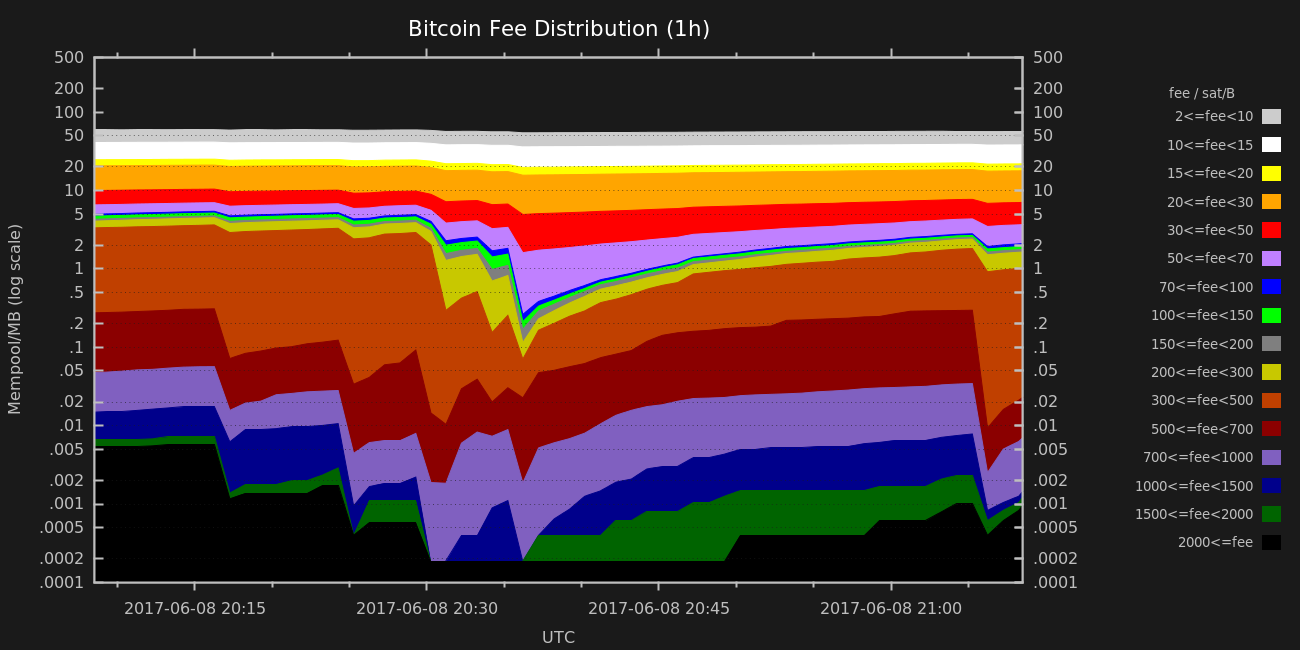 Bitcoin Fee Distribution (1h)
Mempool/MB (log scale)
500
200
100
50
20
10
5
2
1
.5
.2
.1
.05
.02
.01
.005
.002
.001
.0005
.0002
.0001
500
200
100
50
20
10
5
2
1
.5
.2
.1
.05
.02
.01
.005
.002
.001
.0005
.0002
.0001
2017-06-08 20:15
2017-06-08 20:30
2017-06-08 20:45
2017-06-08 21:00
UTC
fee / sat/B
2<=fee<10
10<=fee<15
15<=fee<20
20<=fee<30
30<=fee<50
50<=fee<70
70<=fee<100
100<=fee<150
150<=fee<200
200<=fee<300
300<=fee<500
500<=fee<700
700<=fee<1000
1000<=fee<1500
1500<=fee<2000
2000<=fee